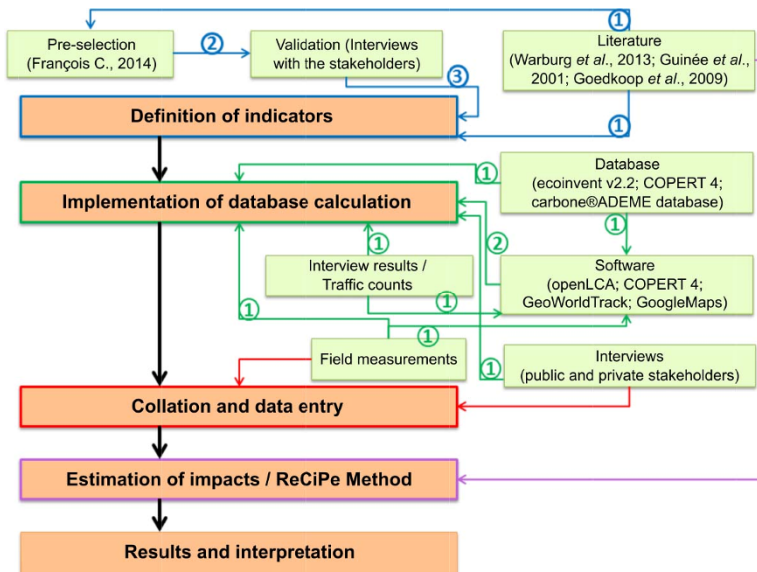 ①
Pre-selection
(François C., 2014)
②
Validation (Interviews
with the stakeholders)
Literature
(Warburg et al., 2013; Guinée et al.,
2001; Goedkoop et al., 2009)
③
Definition of indicators
①
①
Database
(ecoinvent v2.2; COPERT 4;
carbone®ADEME database)
Implementation of database calculation
①
②
①
Interview results /
Traffic counts
Software
(openLCA; COPERT 4;
GeoWorldTrack; GoogleMaps)
①
①
①
Field measurements
①
Interviews
(public and private stakeholders)
Collation and data entry
Estimation of impacts / ReCiPe Method
Results and interpretation